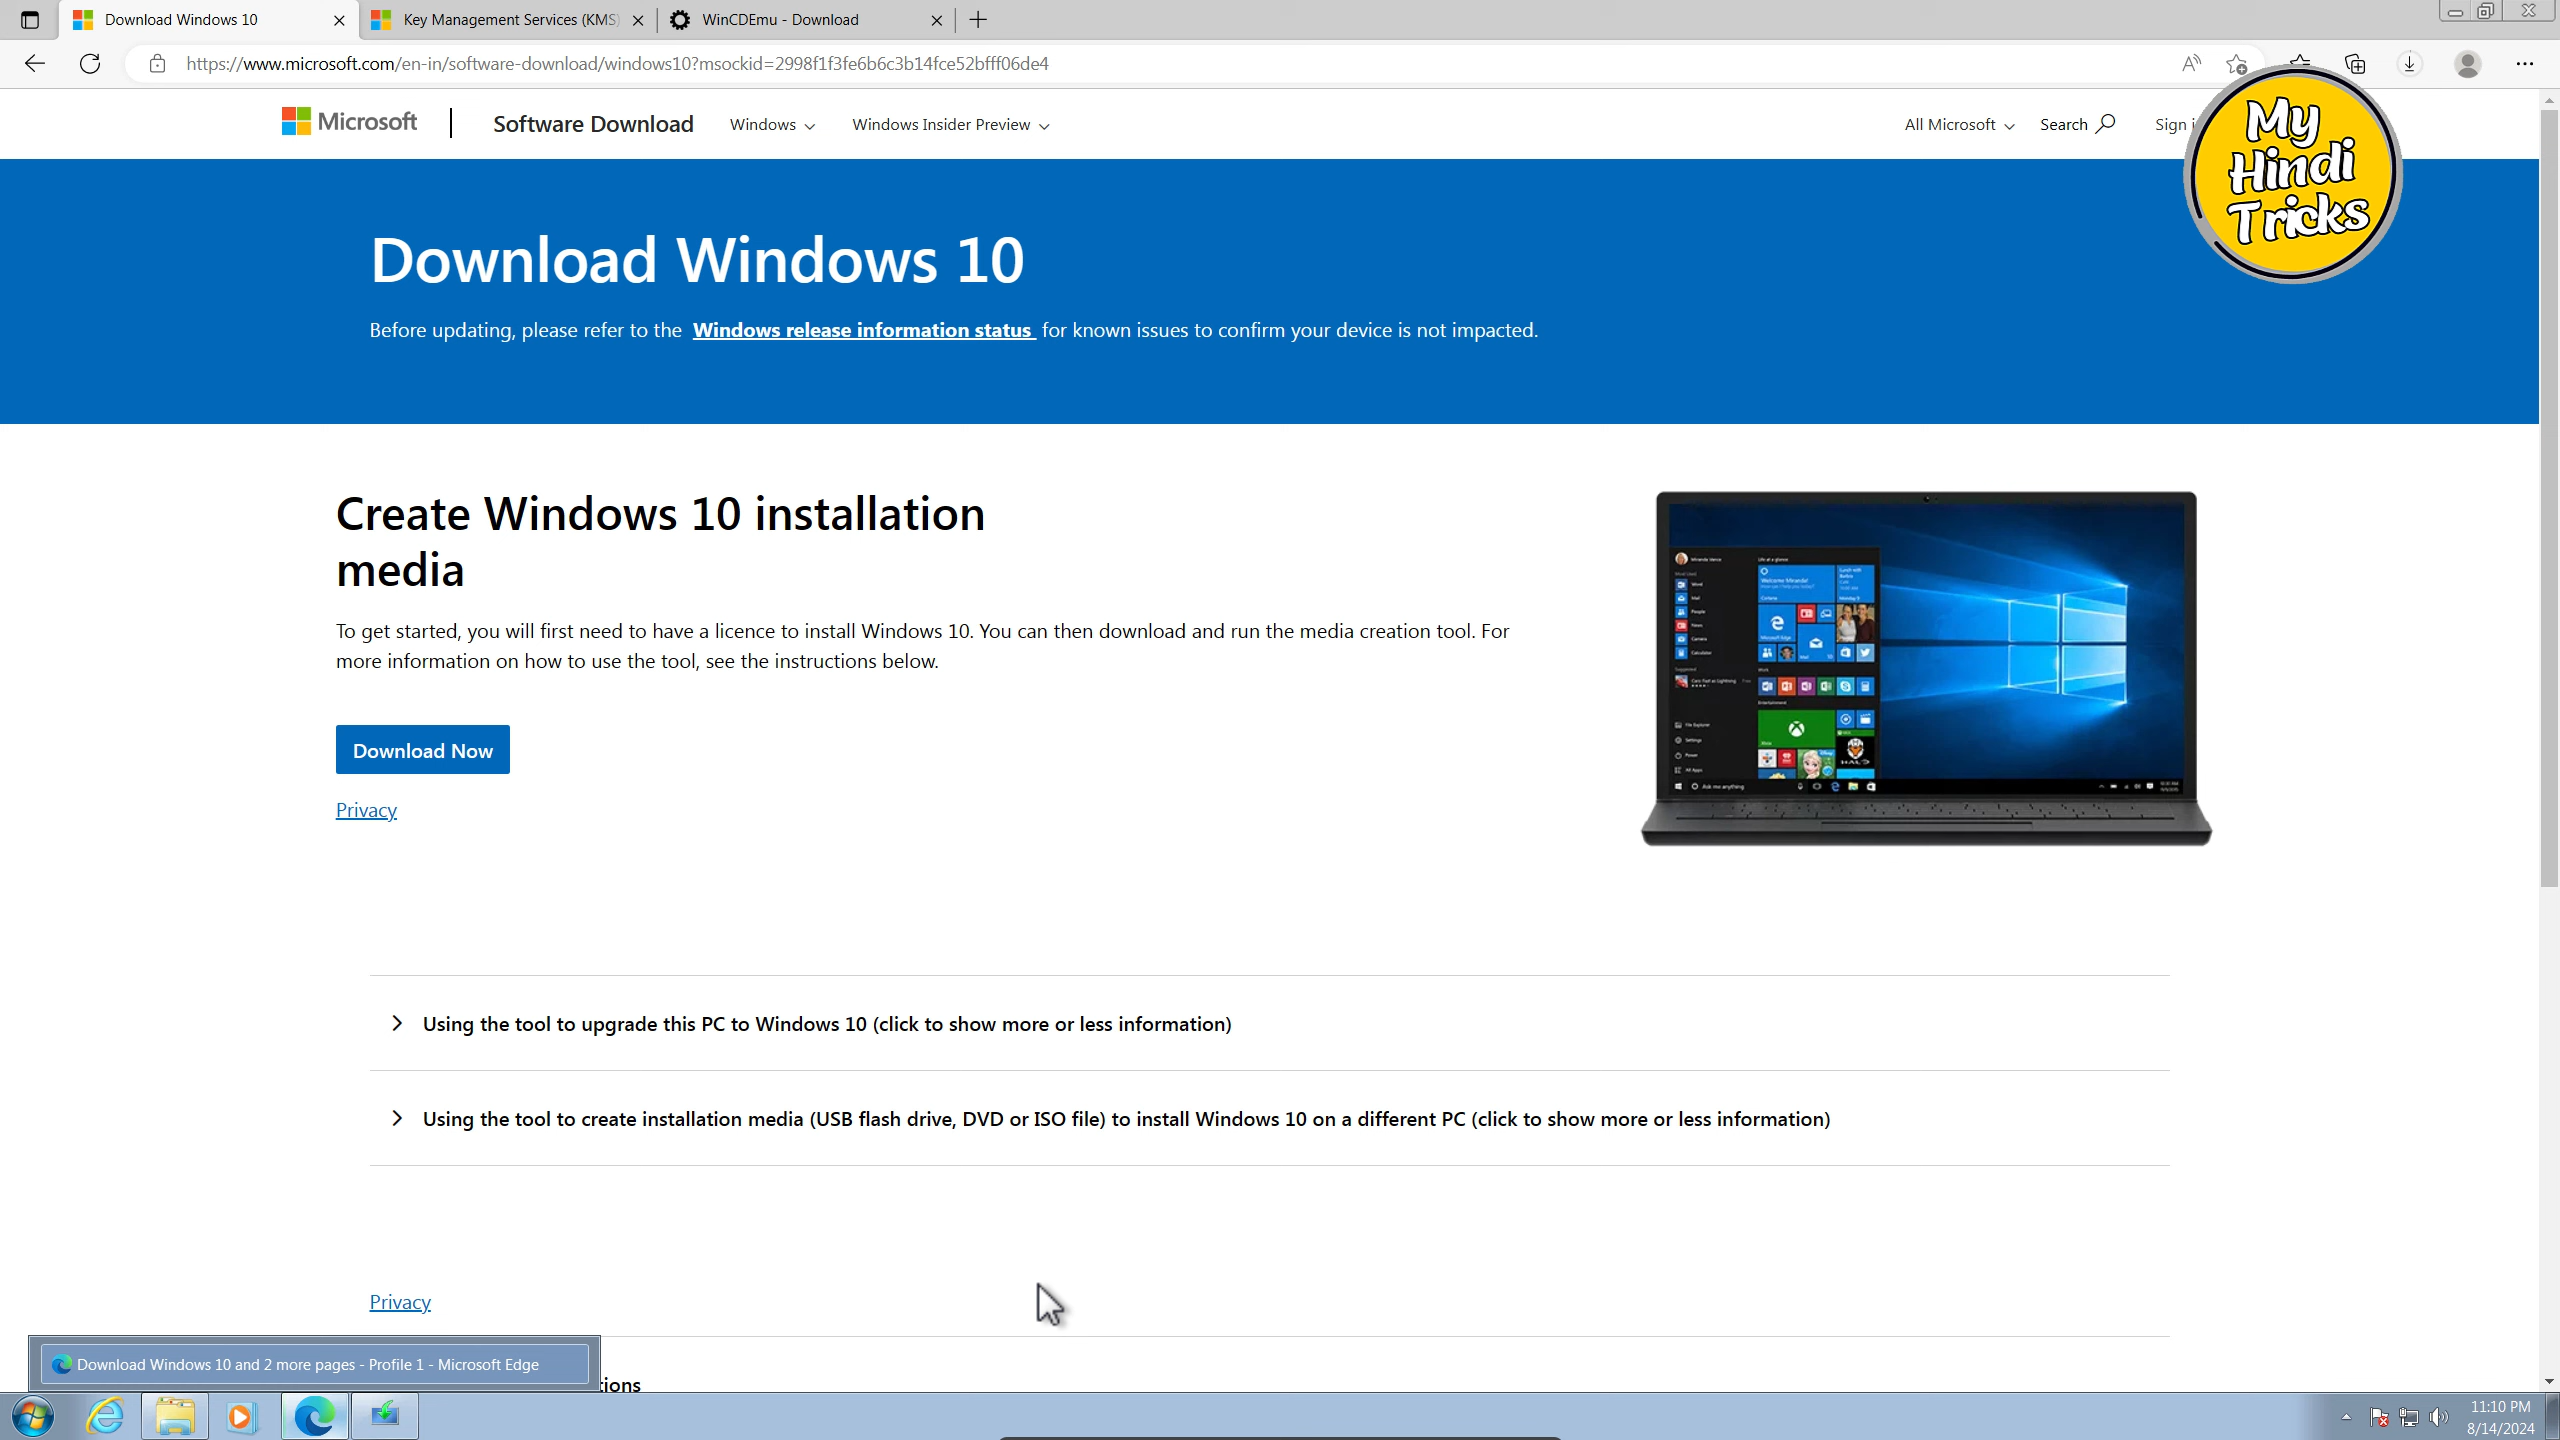 Download Windows 10
Key Management Services (KMS)
WinCDEmu - Download
https://www.microsoft.com/en-in/software-download/windows10?msockid=2998f1f3fe6b6c3b14fce52bfff06de4
Microsoft
Software Download
Windows
Windows Insider Preview
All Microsoft
Search
Sign i
My
Hindi
Tricks
Download Windows 10
Before updating, please refer to the Windows release information status for known issues to confirm your device is not impacted.
Create Windows 10 installation
media
To get started, you will first need to have a licence to install Windows 10. You can then download and run the media creation tool. For
more information on how to use the tool, see the instructions below.
Download Now
Privacy
Using the tool to upgrade this PC to Windows 10 (click to show more or less information)
Using the tool to create installation media (USB flash drive, DVD or ISO file) to install Windows 10 on a different PC (click to show more or less information)
Privacy
Download Windows 10 and 2 more pages - Profile 1 - Microsoft Edge
tions
11:10 PM
8/14/2024